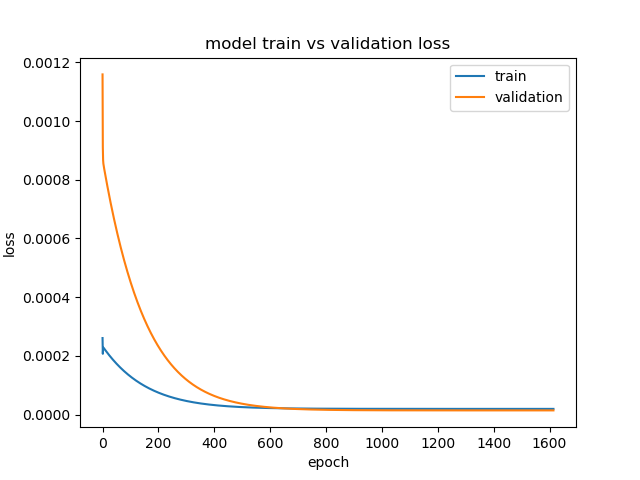 model train vs validation loss
train
validation
0.0012
0.0010
0.0008
0.0006
0.0004
0.0002
0.0000
loss
0 200 400 600 800 1000 1200 1400 1600
epoch